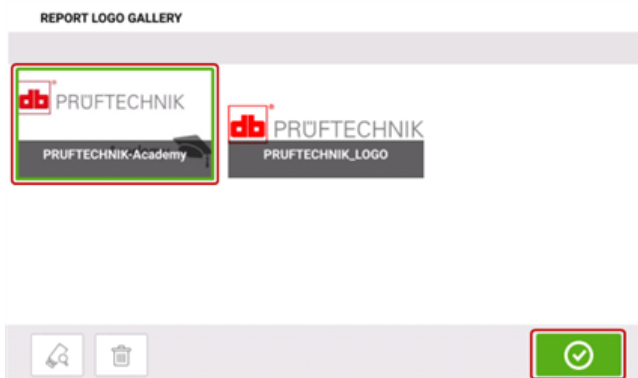 REPORT LOGO GALLERY
db PRÜFTECHNIK
PRUFTECHNIK-Academy
db PRÜFTECHNIK
PRUFTECHNIK_LOGO